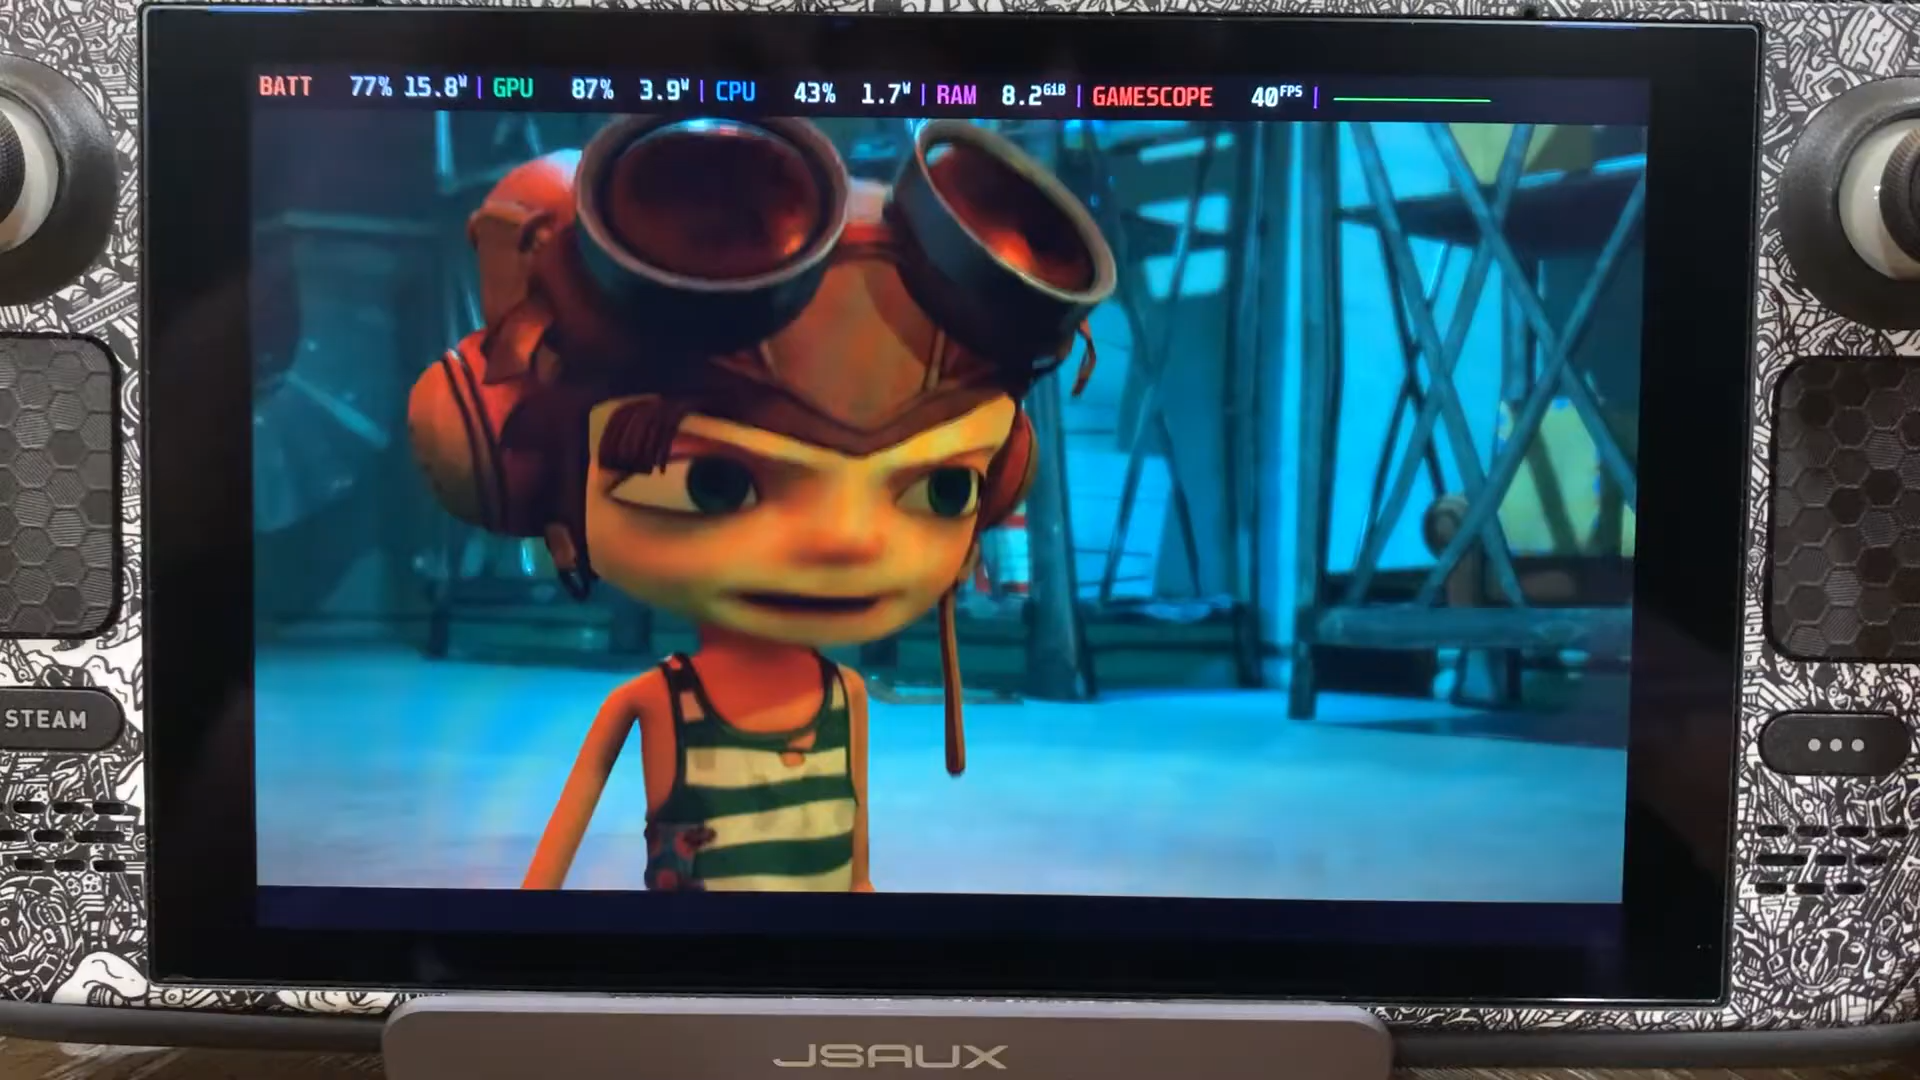 BATT 77% 15.8W | GPU 87% 3.9W | CPU 43% 1.7W | RAM 8.2GiB | GAMESCOPE 40FPS |
STEAM
JSAUX